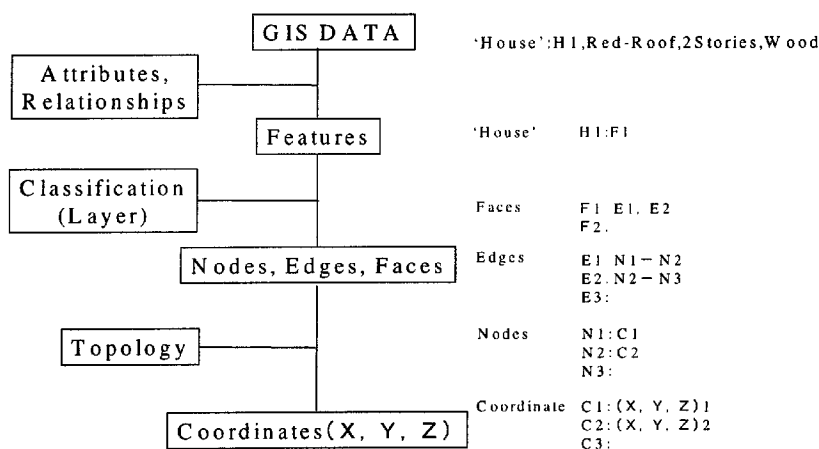 GIS DATA
'House':H1,Red-Roof,2Stories,Wood
Attributes,
Relationships
Features
'House' H1:F1
Classification
(Layer)
Faces F1 E1, E2
F2.
Nodes, Edges, Faces
Edges E1 N1-N2
E2.N2-N3
E3:
Topology
Nodes N1:C1
N2:C2
N3:
Coordinates(X, Y, Z)
Coordinate C1:(X, Y, Z)1
C2:(X, Y, Z)2
C3: